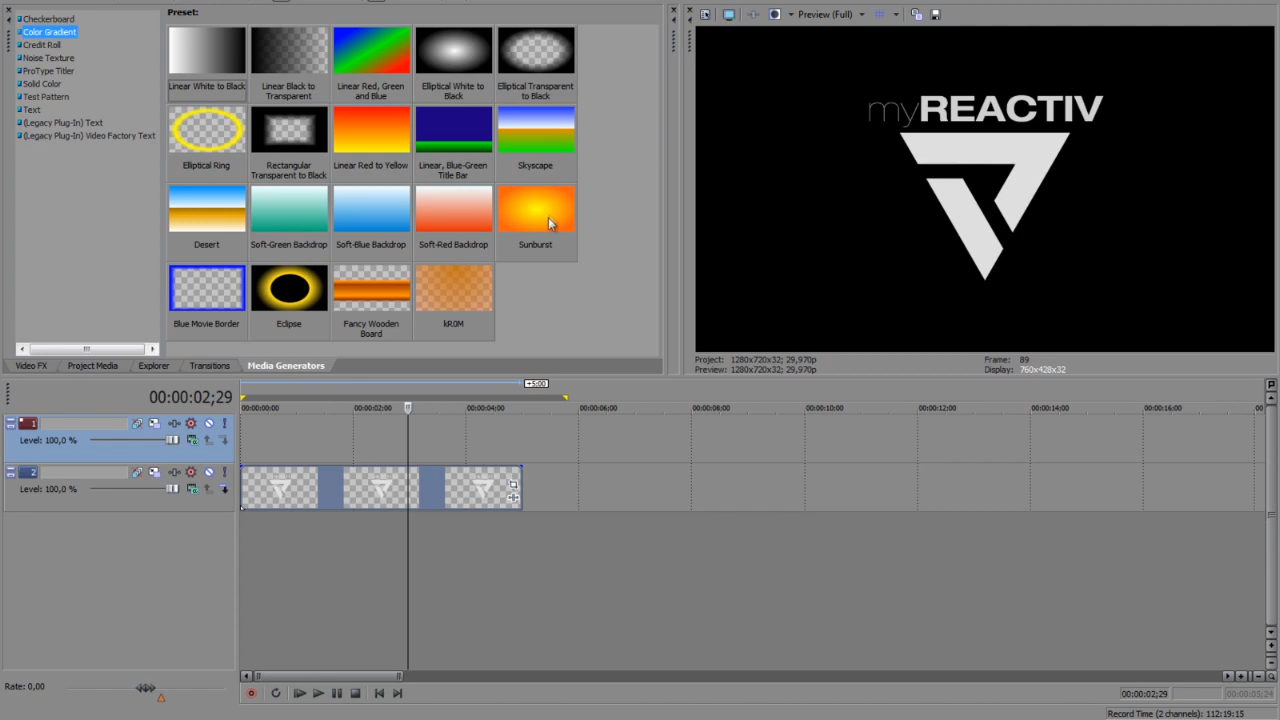 Checkerboard
Color Gradient
Credit Roll
Noise Texture
ProType Titler
Solid Color
Test Pattern
Text
(Legacy Plug-In) Text
(Legacy Plug-In) Video Factory Text
Preset:
Linear White to Black
Linear Black to
Transparent
Linear Red, Green
and Blue
Elliptical White to
Black
Elliptical Transparent
to Black
Elliptical Ring
Rectangular
Transparent to Black
Linear Red to Yellow
Linear, Blue-Green
Title Bar
Skyscape
Desert
Soft-Green Backdrop
Soft-Blue Backdrop
Soft-Red Backdrop
Sunburst
Blue Movie Border
Eclipse
Fancy Wooden
Board
kR0M
Video FX
Project Media
Explorer
Transitions
Media Generators
Preview (Full)
myREACTIV
Project: 1280x720x32; 29,970p
Preview: 1280x720x32; 29,970p
Frame: 89
Display: 760x428x32
00:00:02;29
+5:00
00:00:00;00
00:00:02;00
00:00:04;00
00:00:06;00
00:00:08;00
00:00:10;00
00:00:12;00
00:00:14;00
00:00:16;00
00
1
Level: 100,0 %
2
Level: 100,0 %
Rate: 0,00
00:00:02;29
00:00:05;24
Record Time (2 channels): 112:19:15